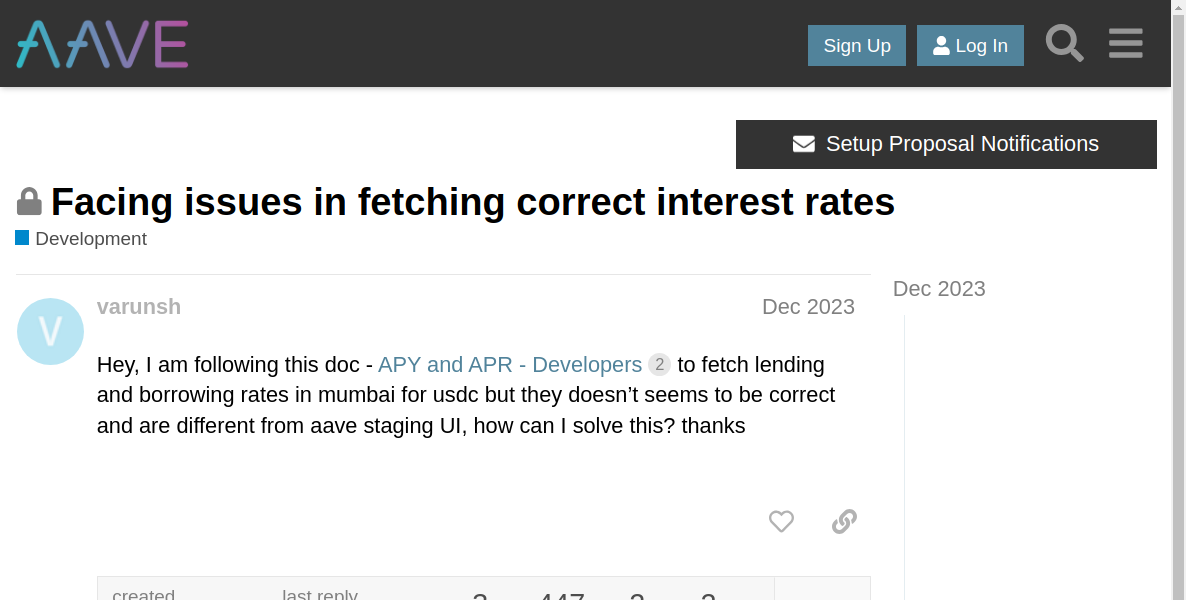 AAVE
Sign Up
Log In
Setup Proposal Notifications
Facing issues in fetching correct interest rates
Development
Dec 2023
varunsh
Dec 2023
V
Hey, I am following this doc - APY and APR - Developers 2 to fetch lending
and borrowing rates in mumbai for usdc but they doesn’t seems to be correct
and are different from aave staging UI, how can I solve this? thanks
created
last reply
447